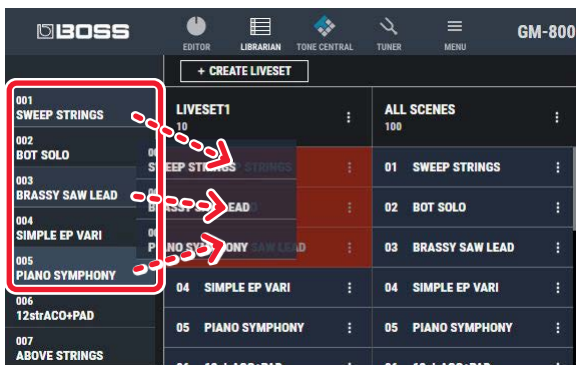 BOSS
EDITOR
LIBRARIAN
TONE CENTRAL
TUNER
MENU
GM-800
+ CREATE LIVESET
001
SWEEP STRINGS
002
BOT SOLO
003
BRASSY SAW LEAD
004
SIMPLE EP VARI
005
PIANO SYMPHONY
006
12strACO+PAD
007
ABOVE STRINGS
LIVESET1
10
04 SIMPLE EP VARI
05 PIANO SYMPHONY
ALL SCENES
100
01 SWEEP STRINGS
02 BOT SOLO
03 BRASSY SAW LEAD
04 SIMPLE EP VARI
05 PIANO SYMPHONY